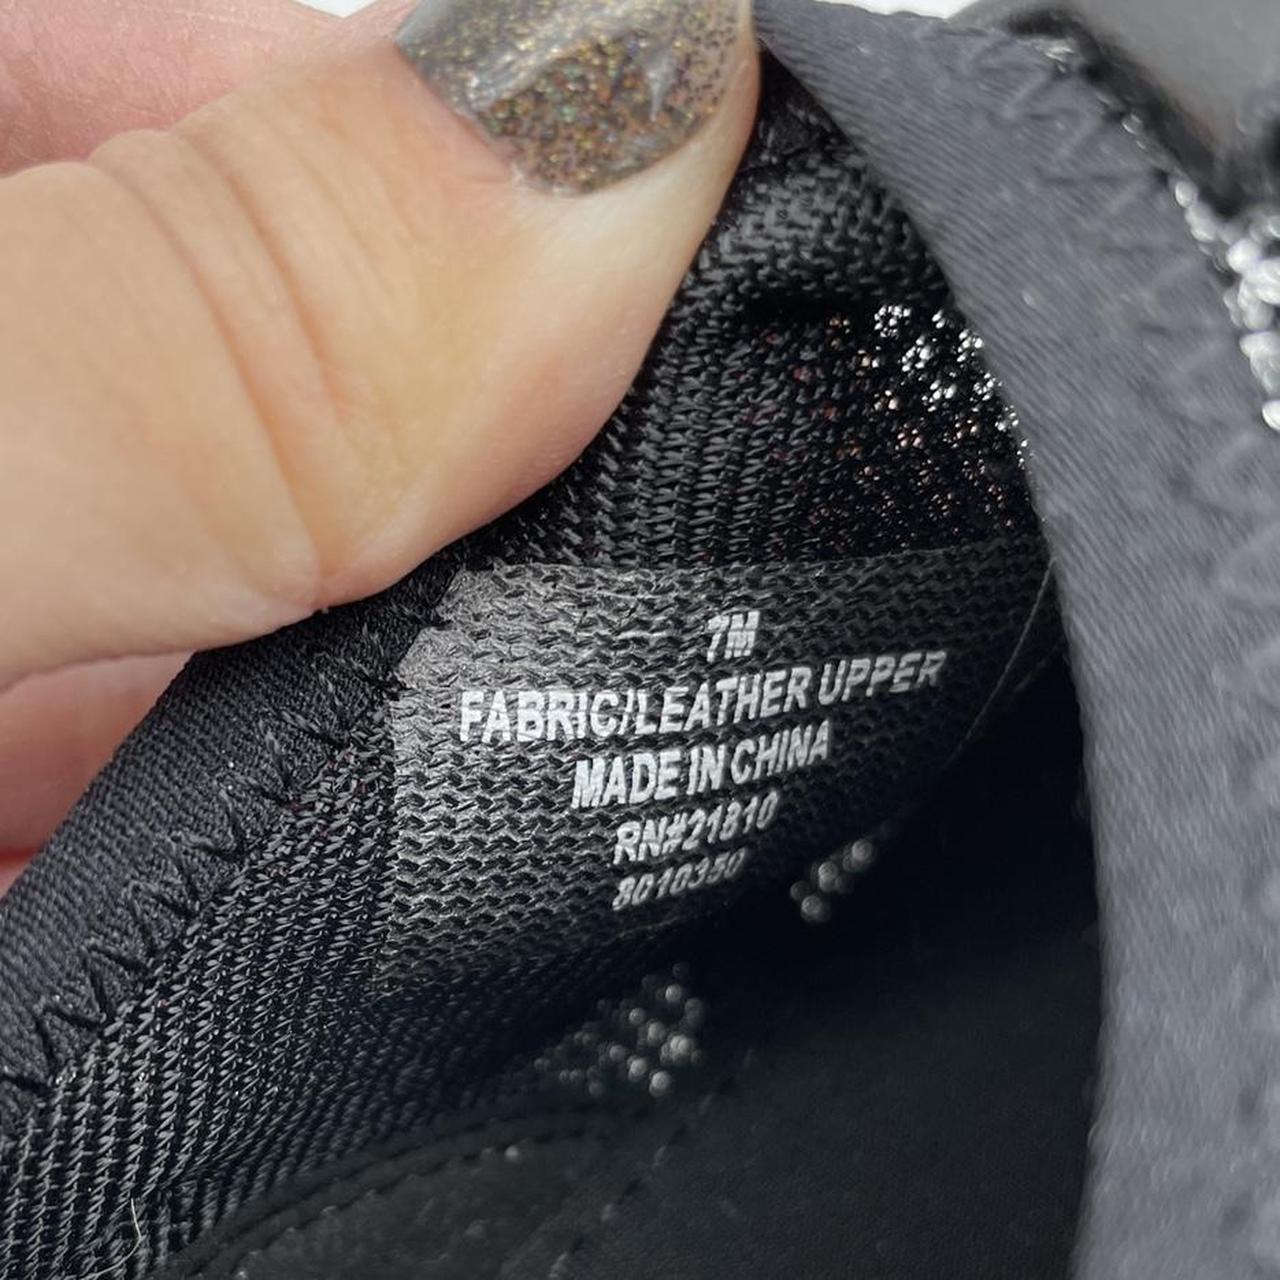 7M
FABRIC/LEATHER UPPER
MADE IN CHINA
RN#21810
8010350